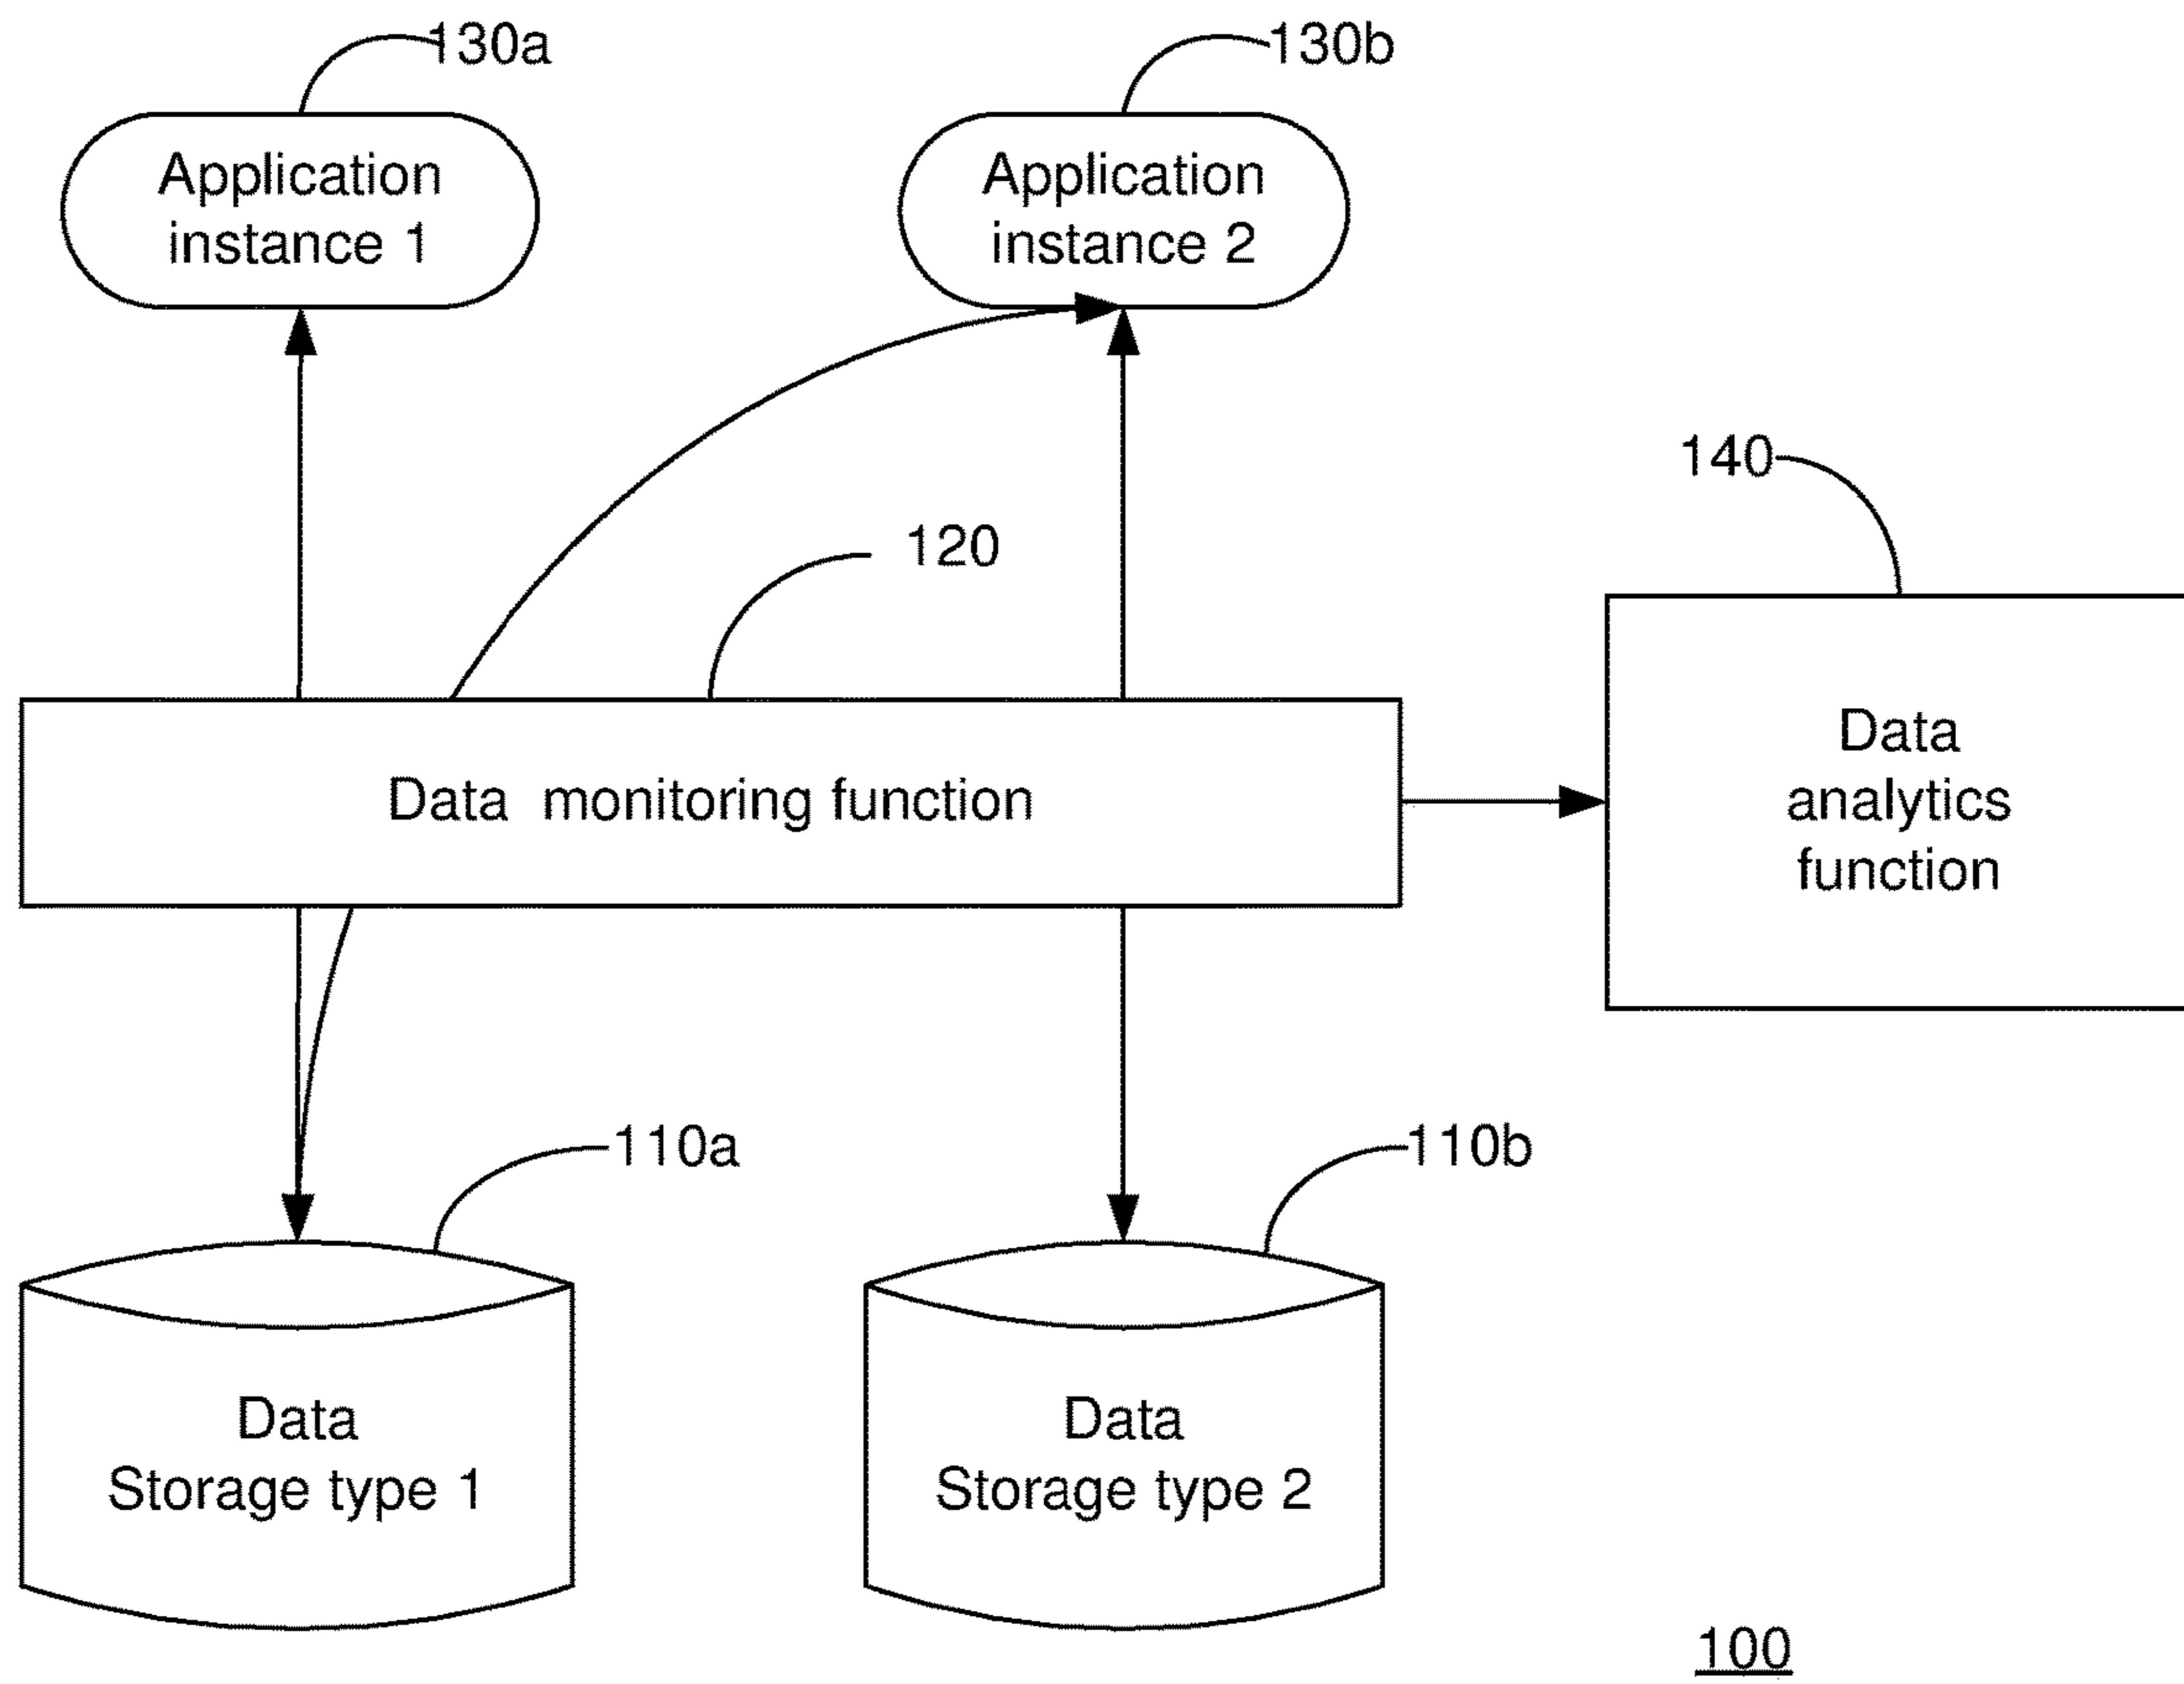 130a
130b
Application
instance 1
Application
instance 2
140
120
Data
analytics
function
Data monitoring function
110a
110b
Data
Storage type 1
Data
Storage type 2
100